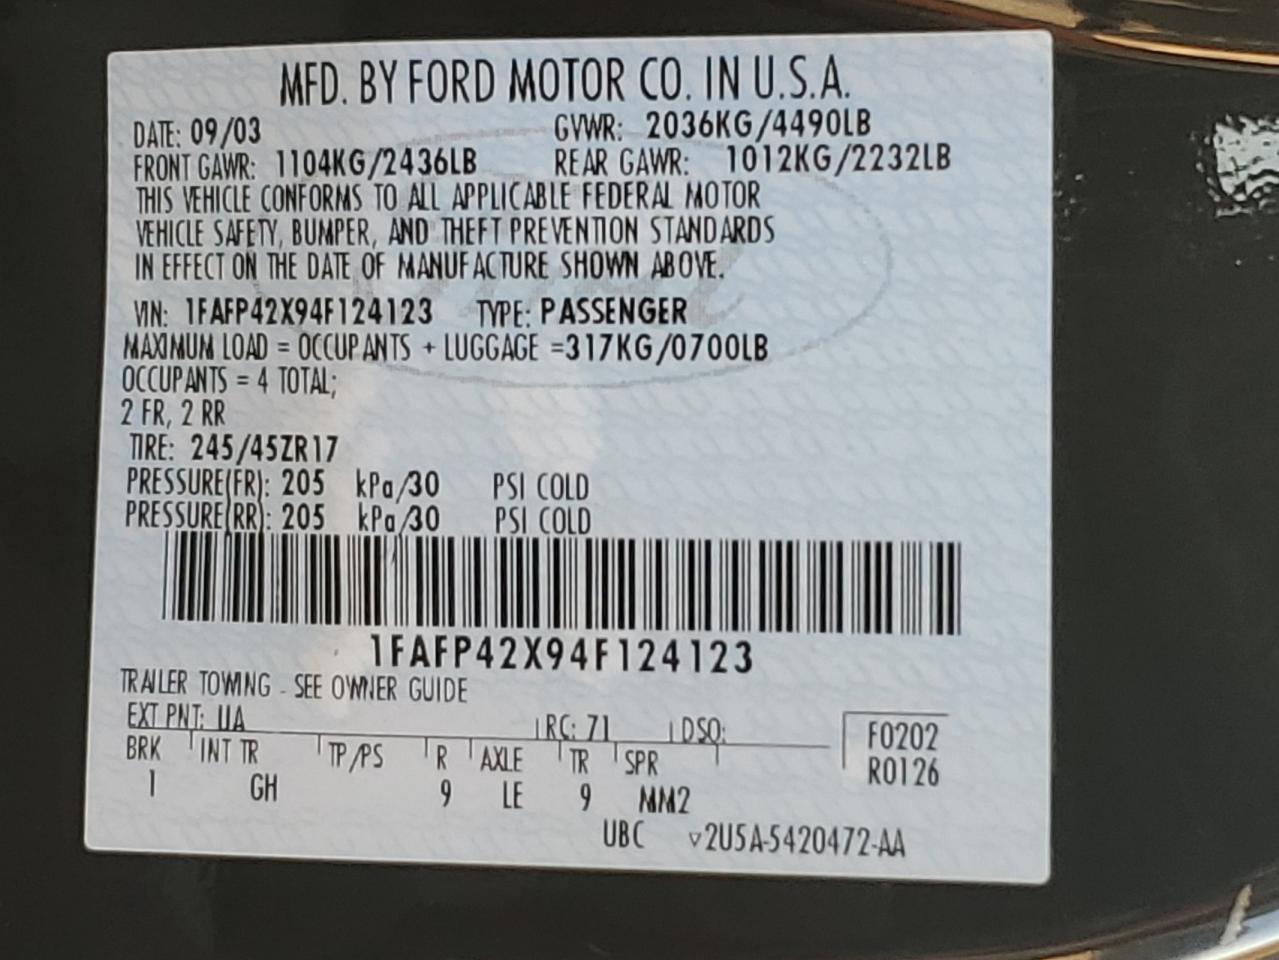 MFD. BY FORD MOTOR CO. IN U.S.A.
DATE: 09/03 GVWR: 2036KG/4490LB
FRONT GAWR: 1104KG/2436LB REAR GAWR: 1012KG/2232LB
THIS VEHICLE CONFORMS TO ALL APPLICABLE FEDERAL MOTOR
VEHICLE SAFETY, BUMPER, AND THEFT PREVENTION STANDARDS
IN EFFECT ON THE DATE OF MANUFACTURE SHOWN ABOVE.
VIN: 1FAFP42X94F124123 TYPE: PASSENGER
MAXIMUM LOAD = OCCUPANTS + LUGGAGE =317KG/0700LB
OCCUPANTS = 4 TOTAL;
2 FR, 2 RR
TIRE: 245/45ZR17
PRESSURE(FR): 205 kPa/30 PSI COLD
PRESSURE(RR): 205 kPa/30 PSI COLD
1FAFP42X94F124123
TRAILER TOWING - SEE OWNER GUIDE
EXT PNT: UA RC: 71 DSO: F0202
BRK INT TR TP/PS R AXLE TR SPR R0126
1 GH 9 LE 9 MM2
UBC ▿2U5A-5420472-AA